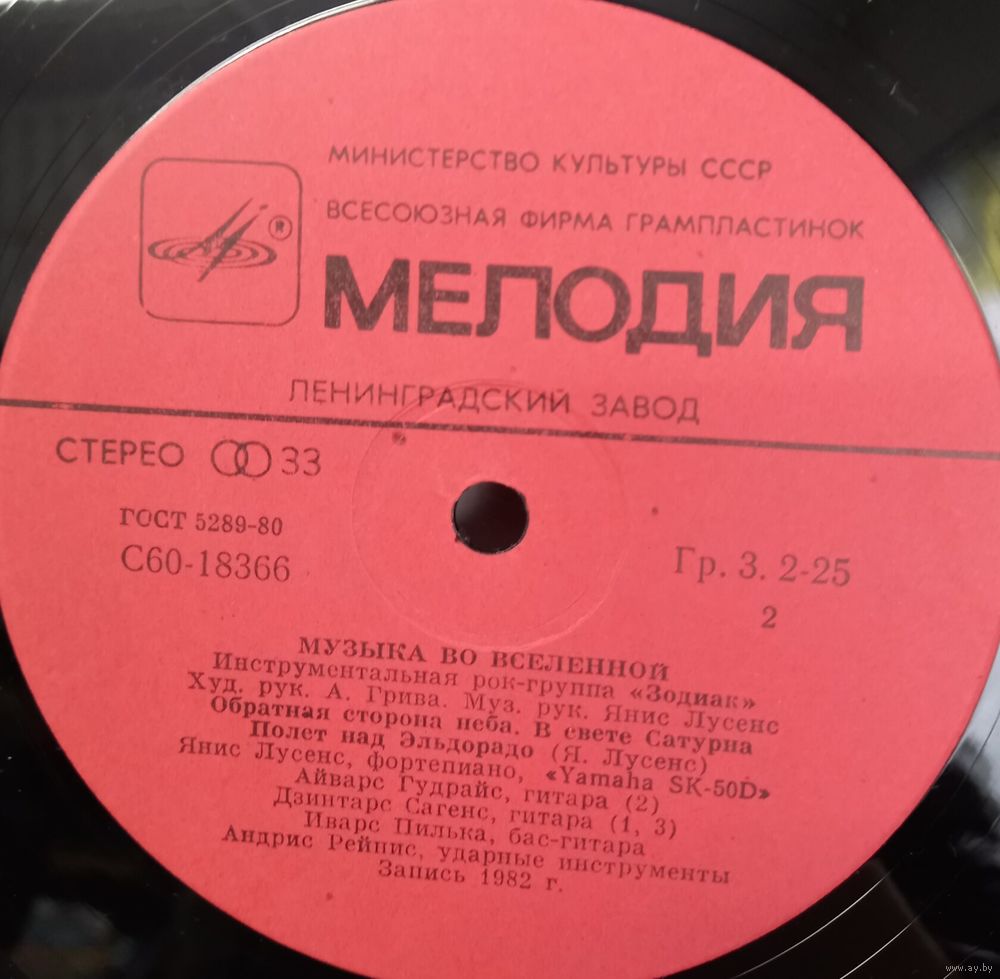 МИНИСТЕРСТВО КУЛЬТУРЫ СССР
ВСЕСОЮЗНАЯ ФИРМА ГРАМПЛАСТИНОК
®
МЕЛОДИЯ
ЛЕНИНГРАДСКИЙ ЗАВОД
СТЕРЕО 33
ГОСТ 5289-80
С60-18366
Гр. 3. 2-25
2
МУЗЫКА ВО ВСЕЛЕННОЙ
Инструментальная рок-группа «Зодиак»
Худ. рук. А. Грива. Муз. рук. Янис Лусенс
Обратная сторона неба. В свете Сатурна
Полет над Эльдорадо (Я. Лусенс)
Янис Лусенс, фортепиано, «Yamaha SK-50D»
Айварс Гудрайс, гитара (2)
Дзинтарс Сагенс, гитара (1, 3)
Иварс Пилька, бас-гитара
Андрис Рейнис, ударные инструменты
Запись 1982 г.
www.ay.by